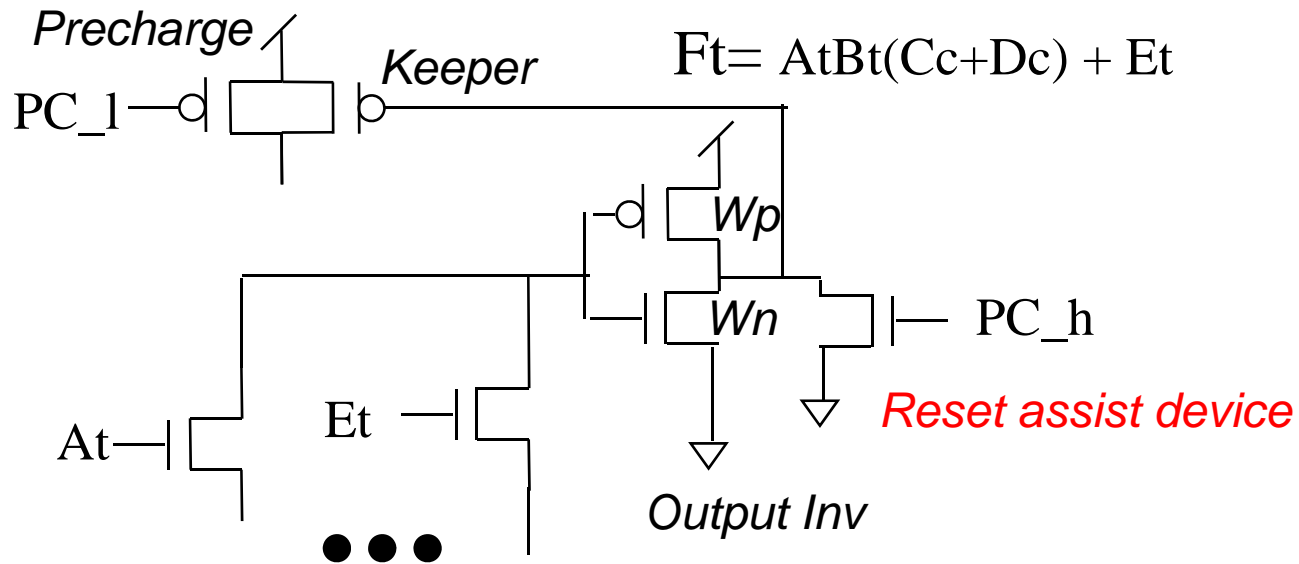 Precharge
Keeper
Ft= AtBt(Cc+Dc) + Et
PC_l
Wp
Wn
PC_h
Et
Reset assist device
At
Output Inv